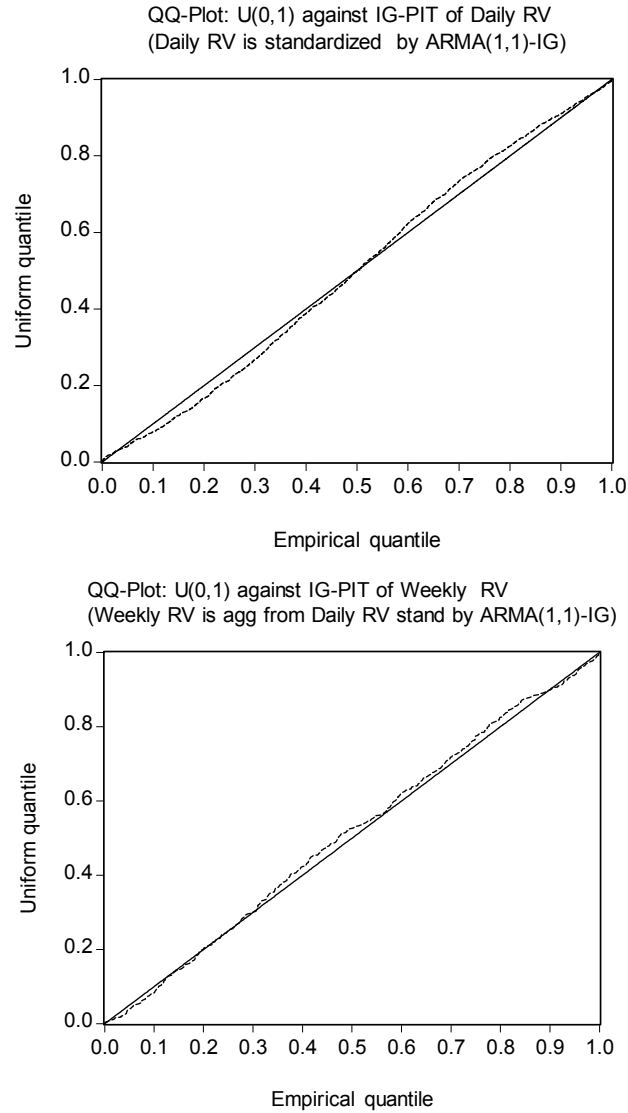 QQ-Plot: U(0,1) against IG-PIT of Daily RV
(Daily RV is standardized by ARMA(1,1)-IG)
1.0
0.8
0.6
0.4
0.2
0.0
Uniform quantile
0.0 0.1 0.2 0.3 0.4 0.5 0.6 0.7 0.8 0.9 1.0
Empirical quantile
QQ-Plot: U(0,1) against IG-PIT of Weekly RV
(Weekly RV is agg from Daily RV stand by ARMA(1,1)-IG)
1.0
0.8
0.6
0.4
0.2
0.0
Uniform quantile
0.0 0.1 0.2 0.3 0.4 0.5 0.6 0.7 0.8 0.9 1.0
Empirical quantile